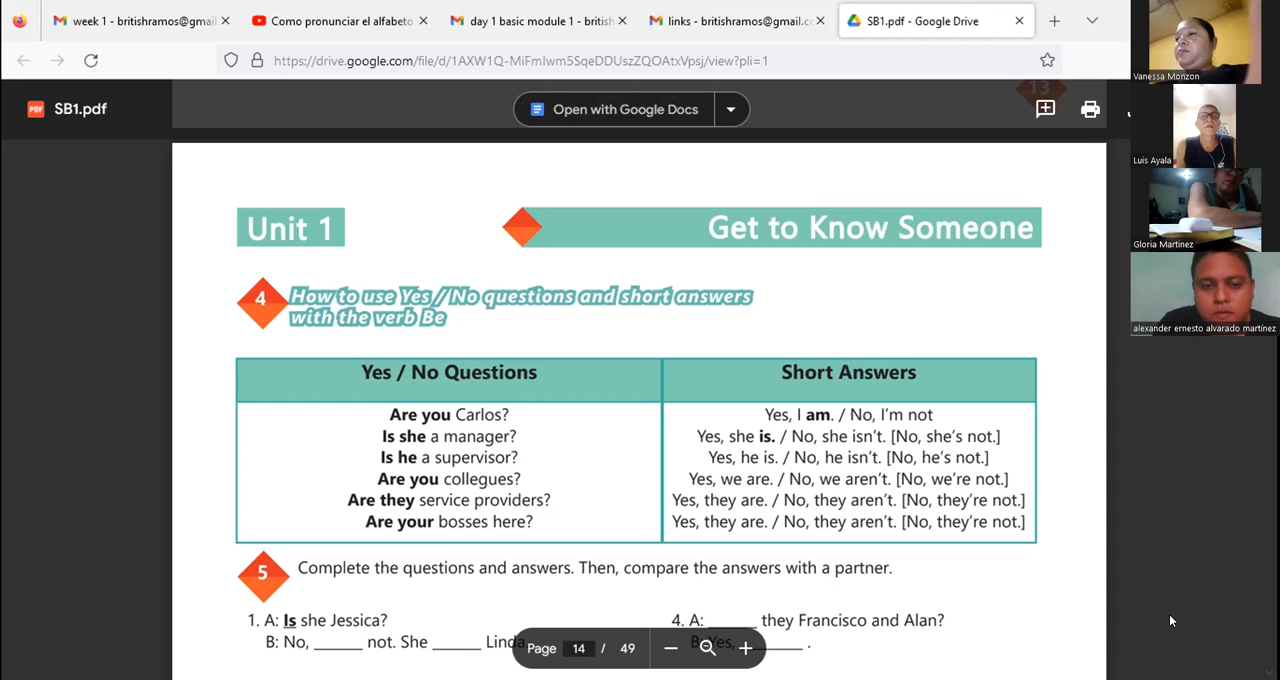 week 1 - britishramos@gmail
Como pronunciar el alfabeto
day 1 basic module 1 - british
links - britishramos@gmail.co
SB1.pdf - Google Drive
https://drive.google.com/file/d/1AXW1Q-MiFmIwm5SqeDDUszZQOAtxVpsj/view?pli=1
Vanessa Monzon
PDF
SB1.pdf
Open with Google Docs
13
Luis Ayala
Unit 1
Get to Know Someone
Gloria Martinez
4
How to use Yes / No questions and short answers
with the verb Be
alexander ernesto alvarado martínez
Yes / No Questions
Short Answers
Are you Carlos?
Yes, I am. / No, I'm not
Is she a manager?
Yes, she is. / No, she isn't. [No, she's not.]
Is he a supervisor?
Yes, he is. / No, he isn't. [No, he's not.]
Are you collegues?
Yes, we are. / No, we aren't. [No, we're not.]
Are they service providers?
Yes, they are. / No, they aren't. [No, they're not.]
Are your bosses here?
Yes, they are. / No, they aren't. [No, they're not.]
5
Complete the questions and answers. Then, compare the answers with a partner.
1. A: Is she Jessica?
B: No, ______ not. She ______ Linda.
4. A: ______ they Francisco and Alan?
B: Yes, ______ .
Page 14 / 49